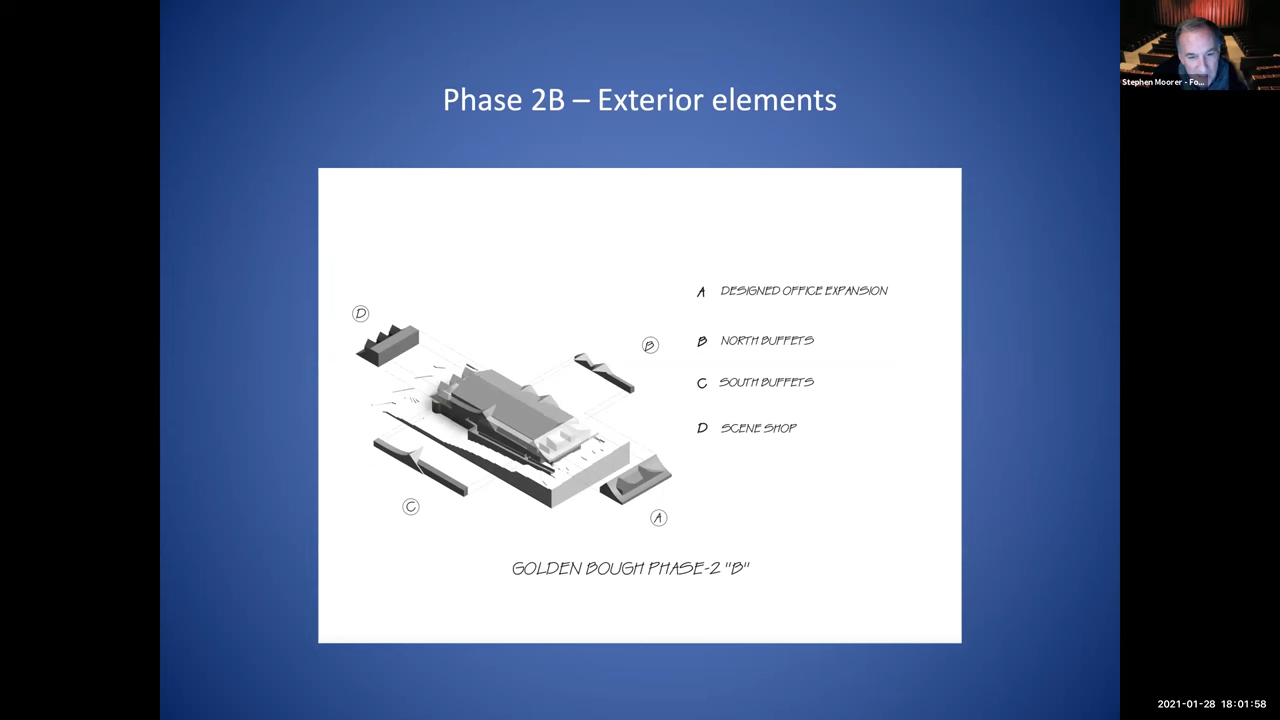 Phase 2B – Exterior elements
Stephen Moorer - Fo...
A DESIGNED OFFICE EXPANSION
D
B NORTH BUFFETS
B
C SOUTH BUFFETS
D SCENE SHOP
C
A
GOLDEN BOUGH PHASE-2 "B"
2021-01-28 18:01:58